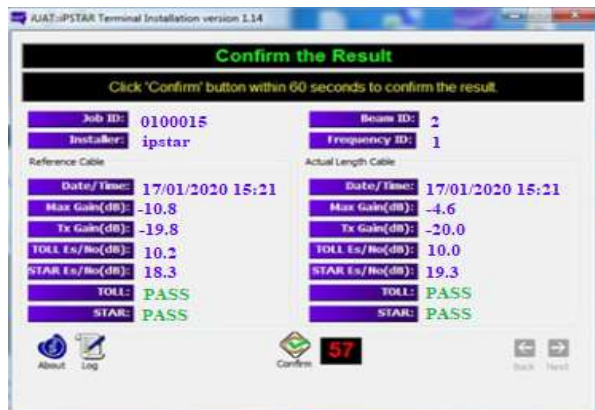 iUAT::iPSTAR Terminal Installation version 1.14
Confirm the Result
Click 'Confirm' button within 60 seconds to confirm the result.
Job ID: 0100015 Beam ID: 2
Installer: ipstar Frequency ID: 1
Reference Cable Actual Length Cable
Date/Time: 17/01/2020 15:21 Date/Time: 17/01/2020 15:21
Max Gain(dB): -10.8 Max Gain(dB): -4.6
Tx Gain(dB): -19.8 Tx Gain(dB): -20.0
TOLL Es/No(dB): 10.2 TOLL Es/No(dB): 10.0
STAR Es/No(dB): 18.3 STAR Es/No(dB): 19.3
TOLL: PASS TOLL: PASS
STAR: PASS STAR: PASS
57
About Log Confirm Back Next